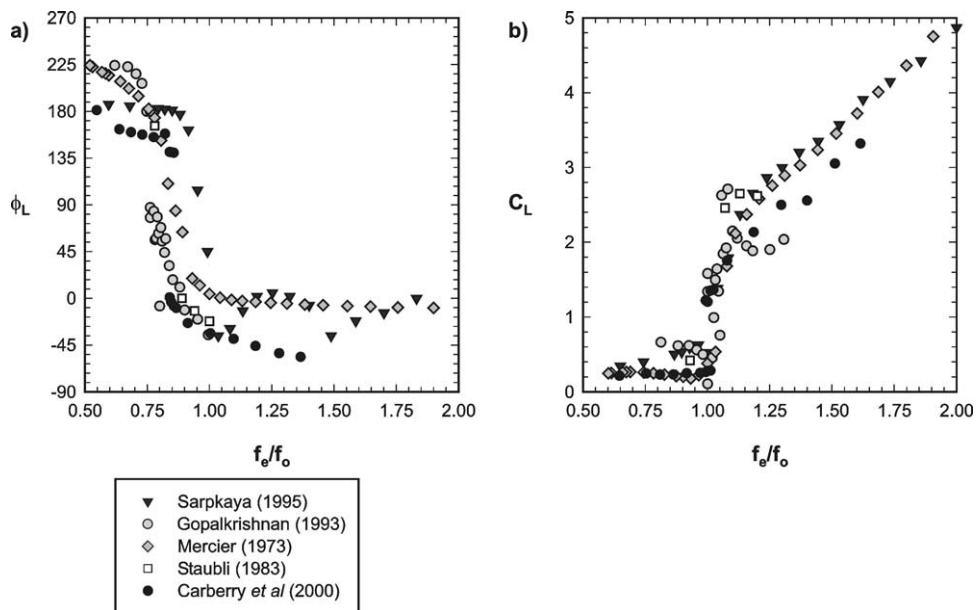 a)
270
225
180
135
90
45
0
-45
-90
ϕL
0.50 0.75 1.00 1.25 1.50 1.75 2.00
fe/fo
b)
5
4
3
2
1
0
CL
0.50 0.75 1.00 1.25 1.50 1.75 2.00
fe/fo
Sarpkaya (1995)
Gopalkrishnan (1993)
Mercier (1973)
Staubli (1983)
Carberry et al (2000)